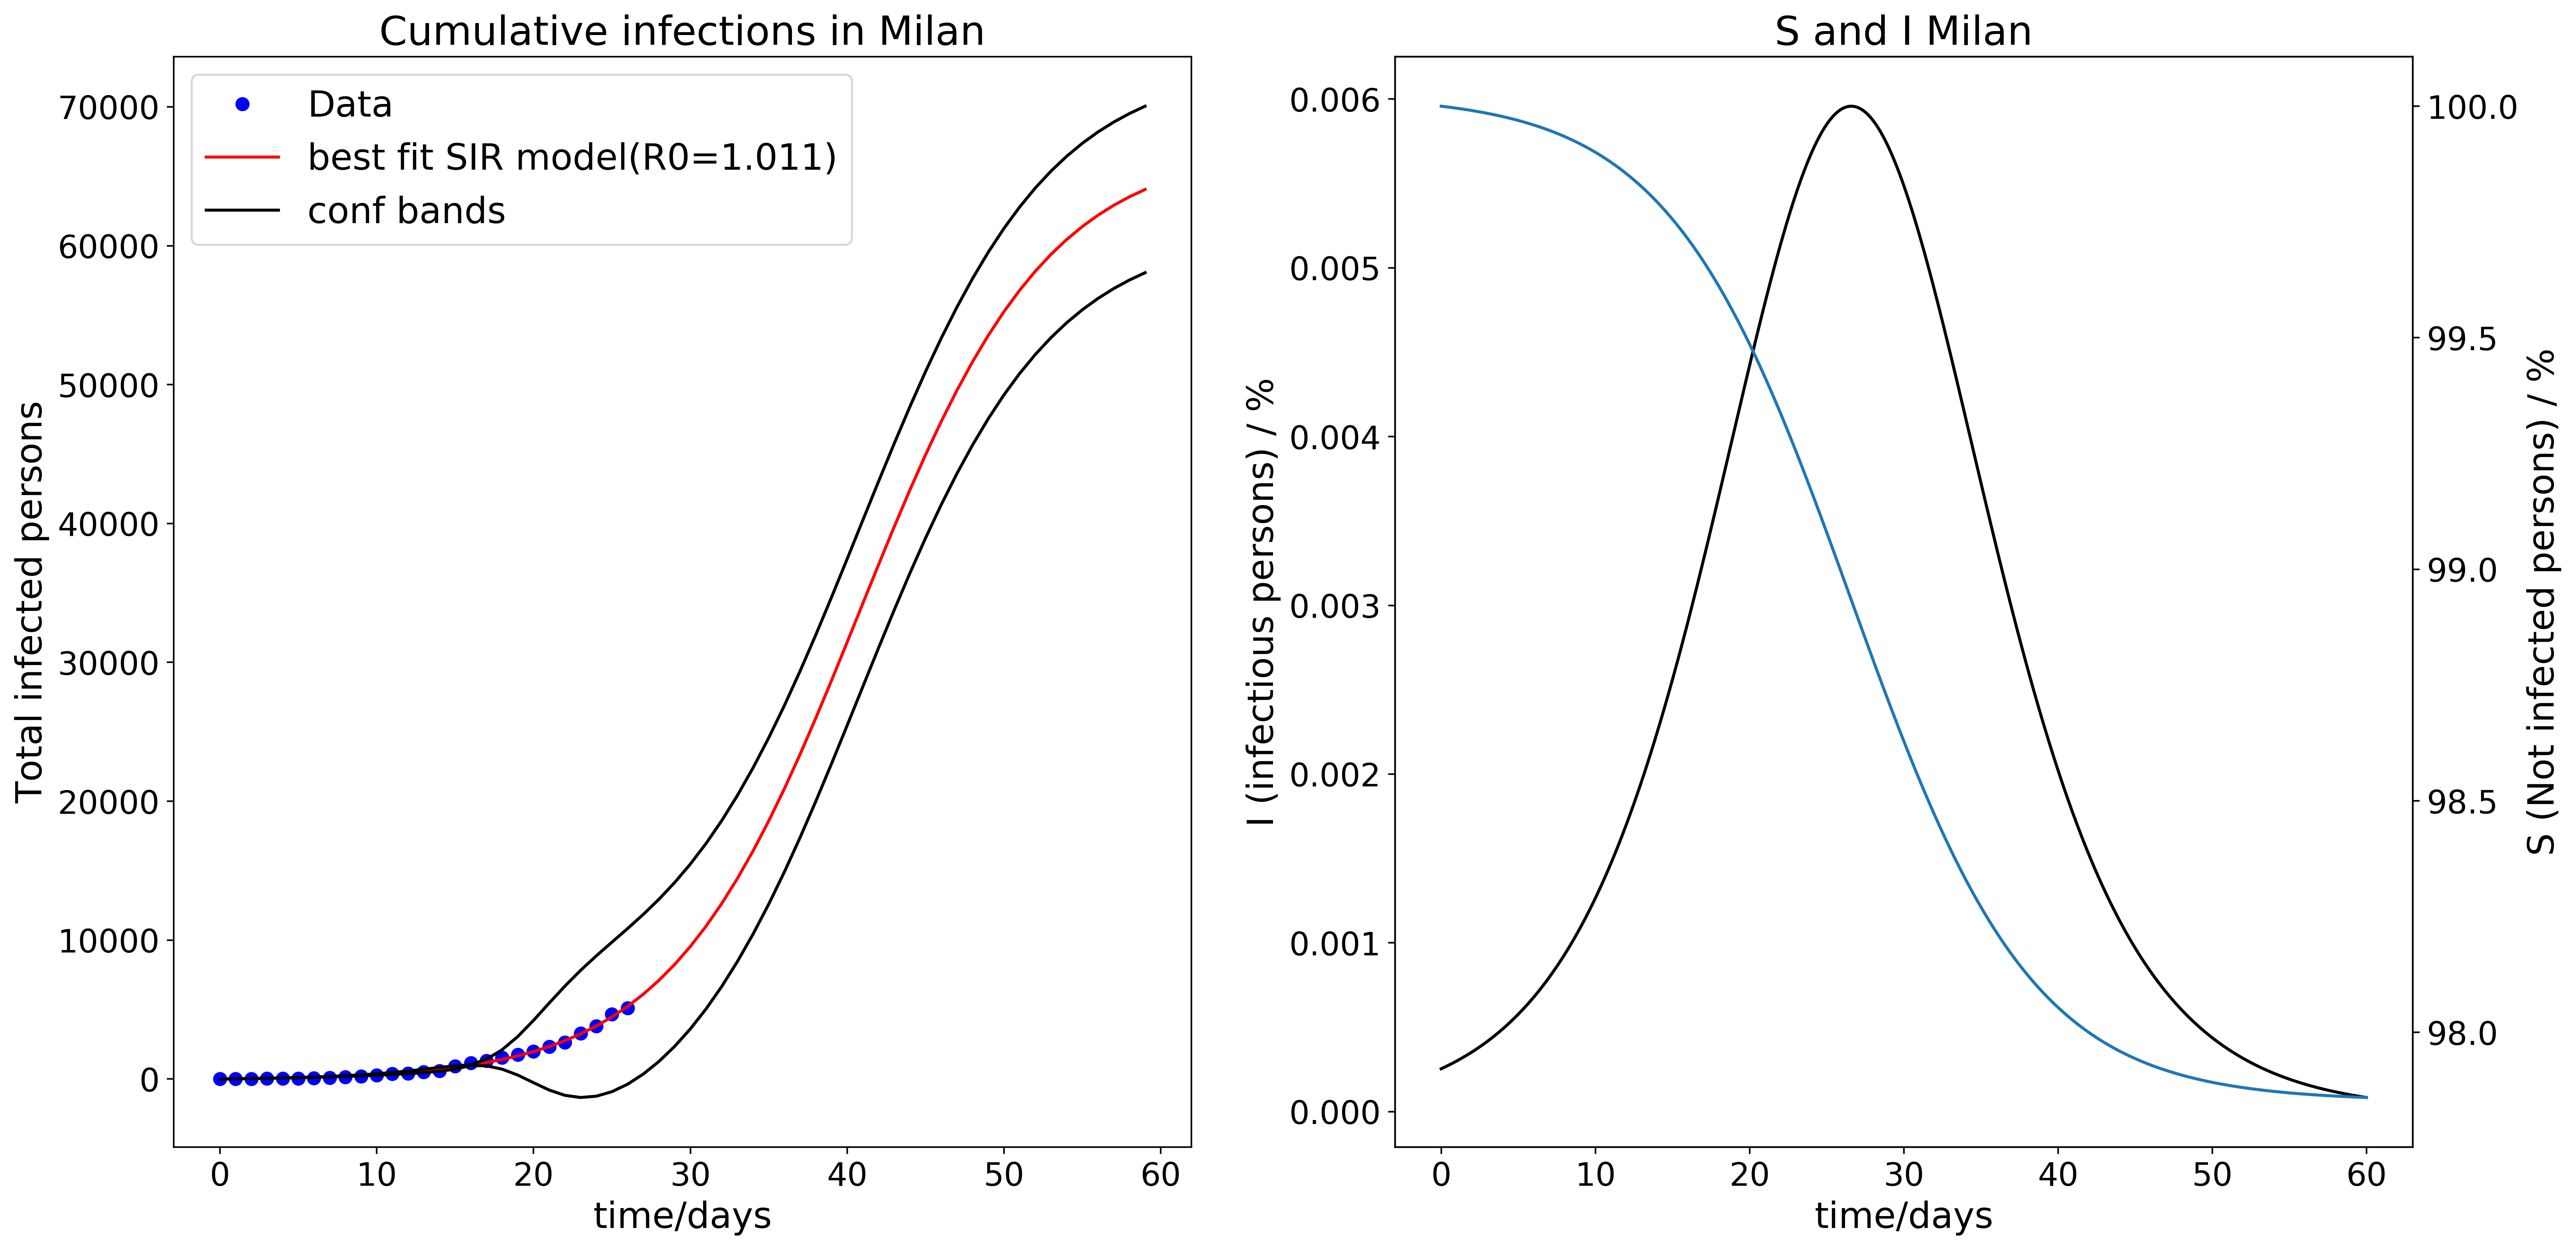 Cumulative infections in Milan
Data
best fit SIR model(R0=1.011)
conf bands
70000
60000
50000
40000
30000
20000
10000
0
Total infected persons
0 10 20 30 40 50 60
time/days
S and I Milan
0.006
0.005
0.004
0.003
0.002
0.001
0.000
I (infectious persons) / %
100.0
99.5
99.0
98.5
98.0
S (Not infected persons) / %
0 10 20 30 40 50 60
time/days